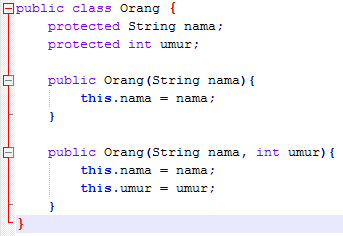 public class Orang {
    protected String nama;
    protected int umur;

    public Orang(String nama){
        this.nama = nama;
    }

    public Orang(String nama, int umur){
        this.nama = nama;
        this.umur = umur;
    }
}